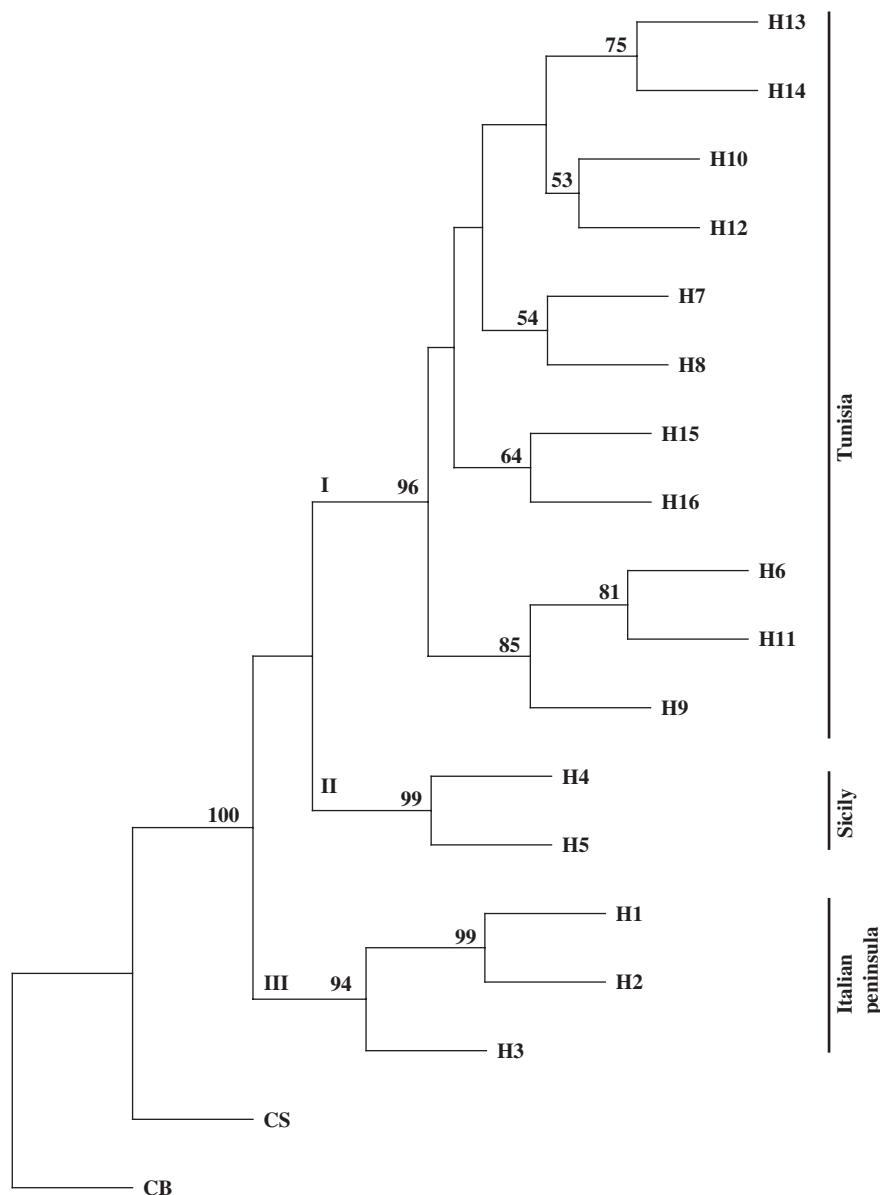 H13
75
H14
H10
53
H12
H7
54
H8
H15
64
H16
I
96
H6
81
H11
85
H9
Tunisia
H4
II
99
H5
Sicily
100
H1
99
H2
III
94
H3
Italian
peninsula
CS
CB